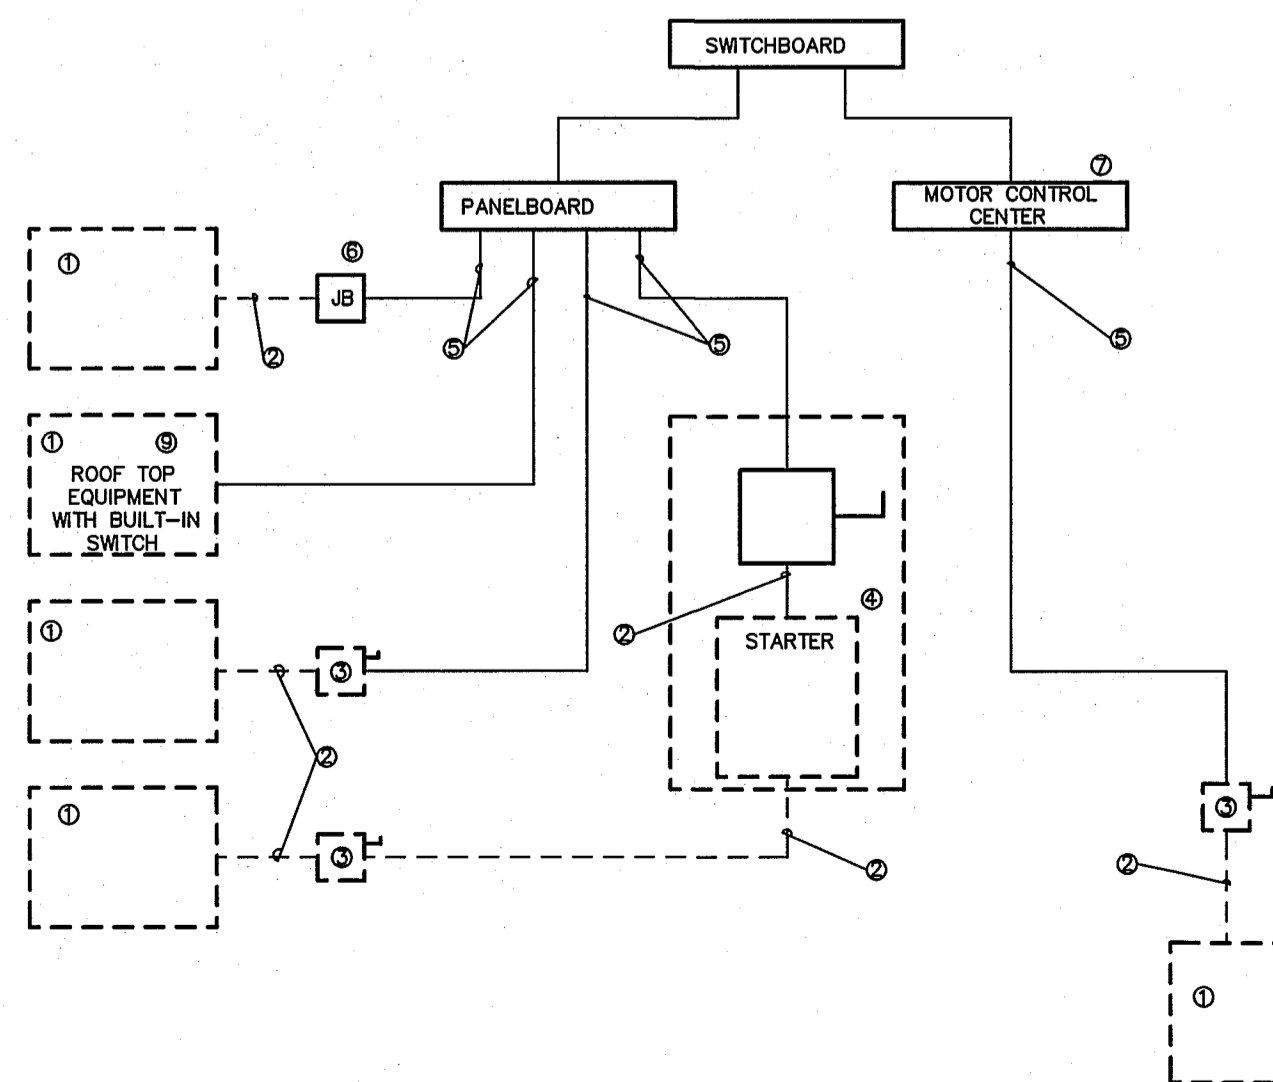 SWITCHBOARD
⑦
PANELBOARD
MOTOR CONTROL
CENTER
①
⑥
JB
②
⑤
⑤
⑤
① ⑨
ROOF TOP
EQUIPMENT
WITH BUILT-IN
SWITCH
④
②
STARTER
①
③
②
①
③
②
③
②
①